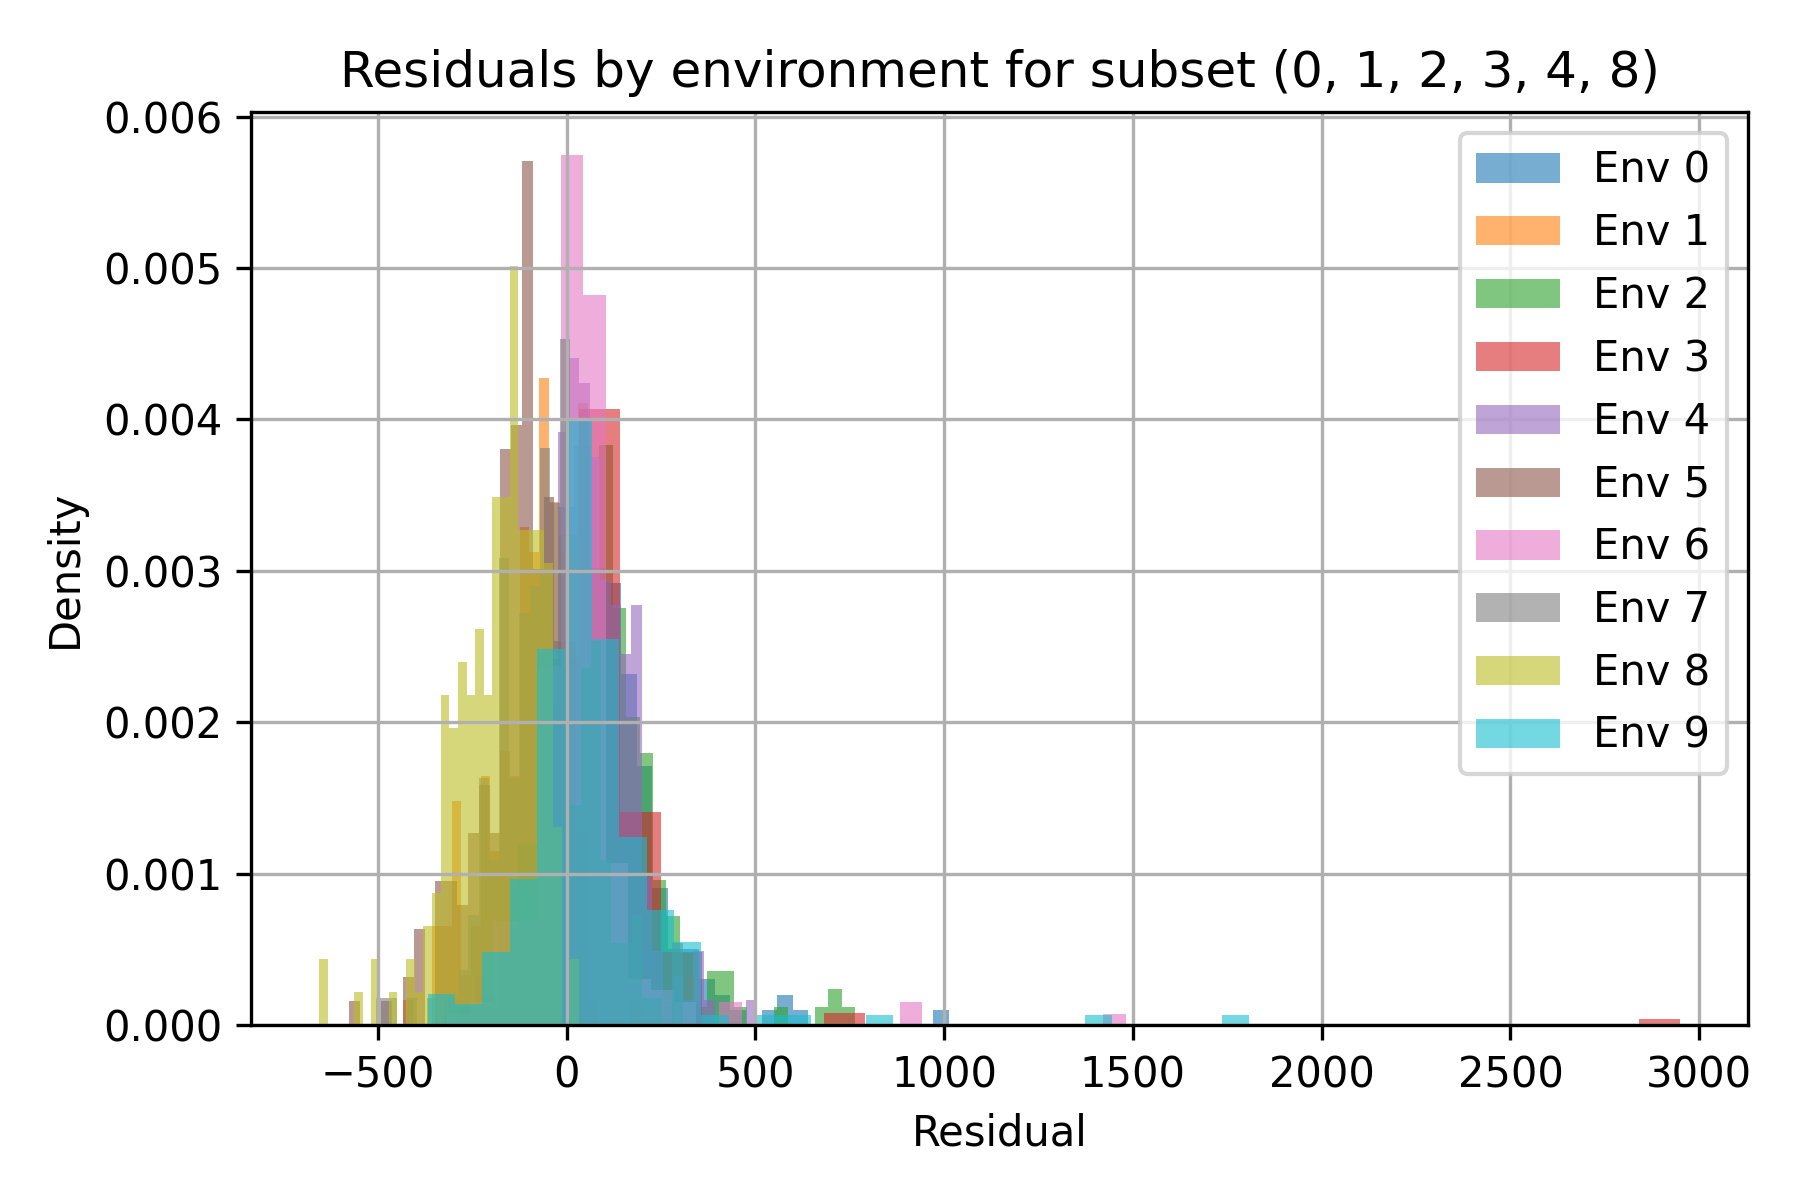 Residuals by environment for subset (0, 1, 2, 3, 4, 8)
0.006
0.005
0.004
0.003
0.002
0.001
0.000
Density
−500
0
500
1000
1500
2000
2500
3000
Residual
Env 0
Env 1
Env 2
Env 3
Env 4
Env 5
Env 6
Env 7
Env 8
Env 9